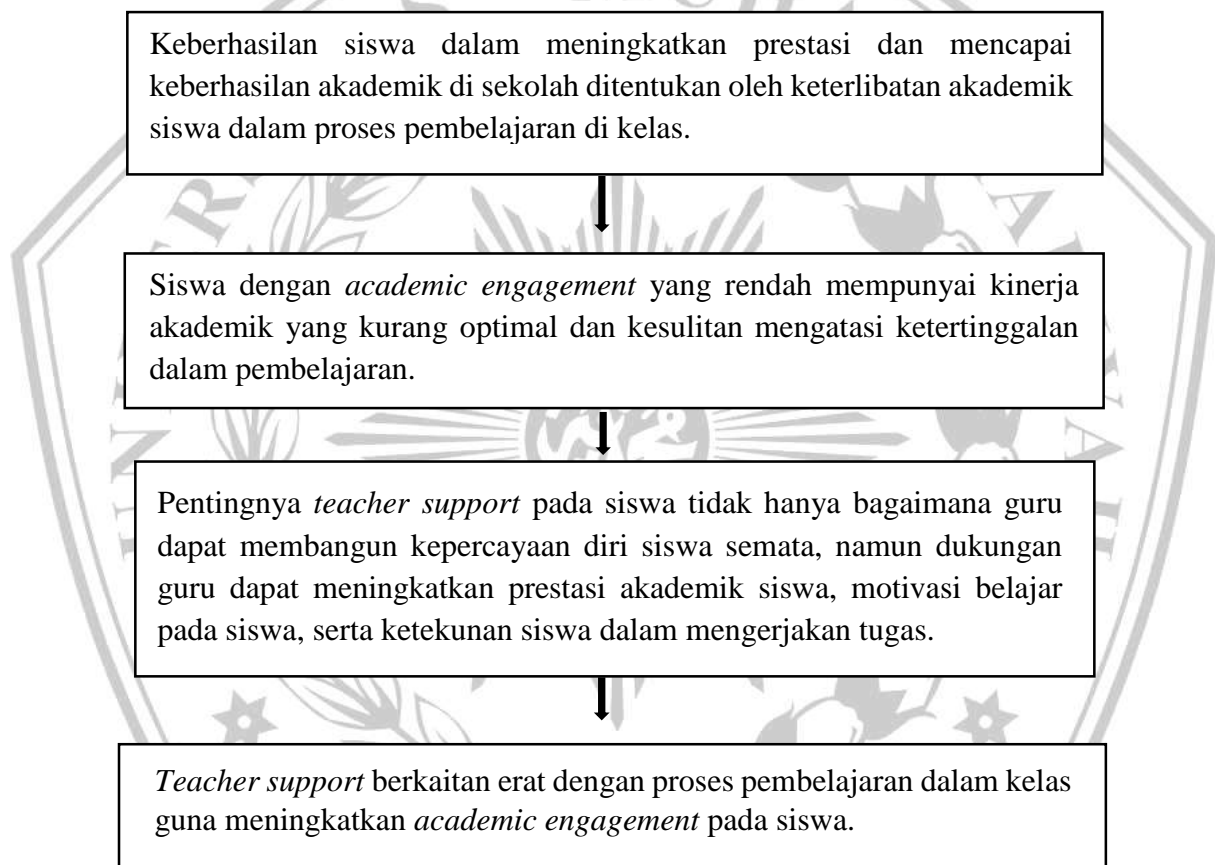 Keberhasilan siswa dalam meningkatkan prestasi dan mencapai
keberhasilan akademik di sekolah ditentukan oleh keterlibatan akademik
siswa dalam proses pembelajaran di kelas.
Siswa dengan academic engagement yang rendah mempunyai kinerja
akademik yang kurang optimal dan kesulitan mengatasi ketertinggalan
dalam pembelajaran.
Pentingnya teacher support pada siswa tidak hanya bagaimana guru
dapat membangun kepercayaan diri siswa semata, namun dukungan
guru dapat meningkatkan prestasi akademik siswa, motivasi belajar
pada siswa, serta ketekunan siswa dalam mengerjakan tugas.
Teacher support berkaitan erat dengan proses pembelajaran dalam kelas
guna meningkatkan academic engagement pada siswa.